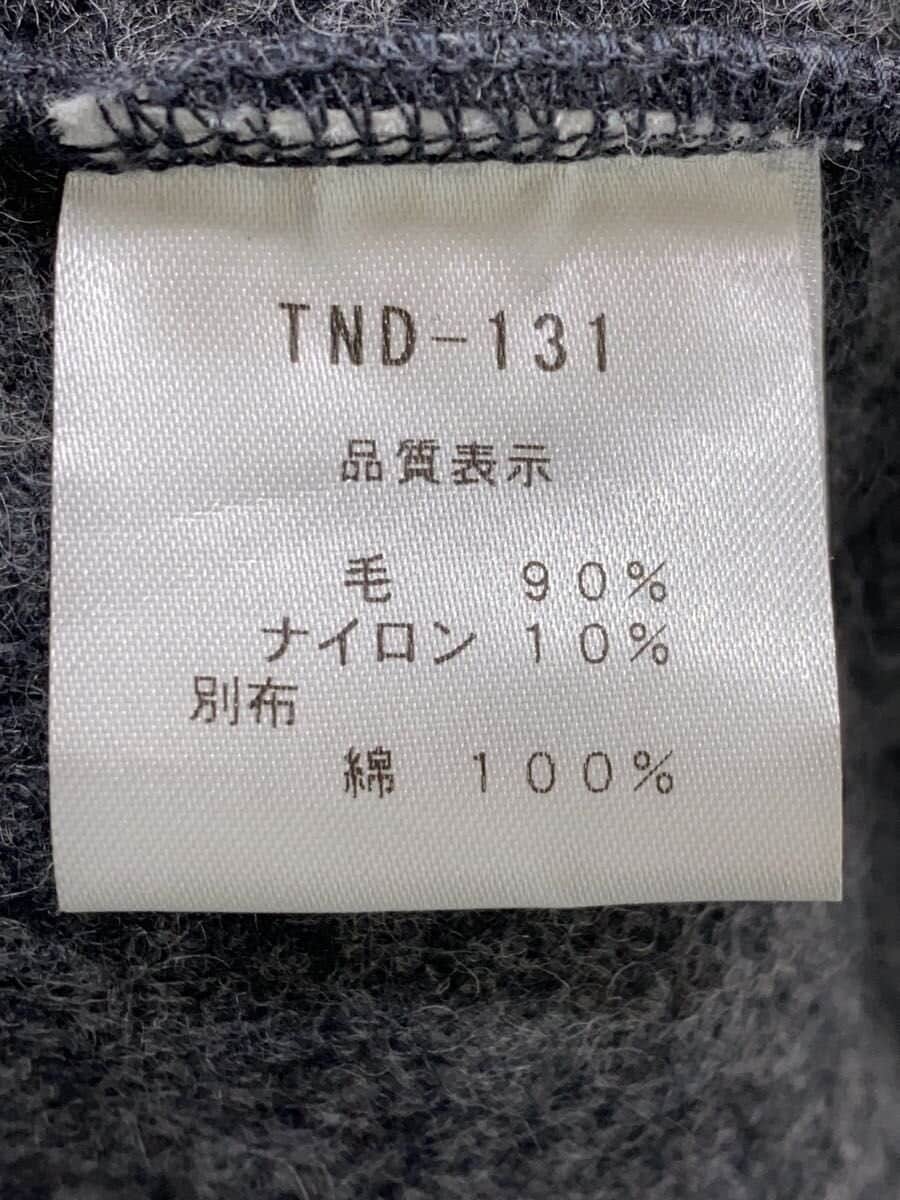 TND-131
品質表示
毛 90%
ナイロン 10%
別布
綿 100%